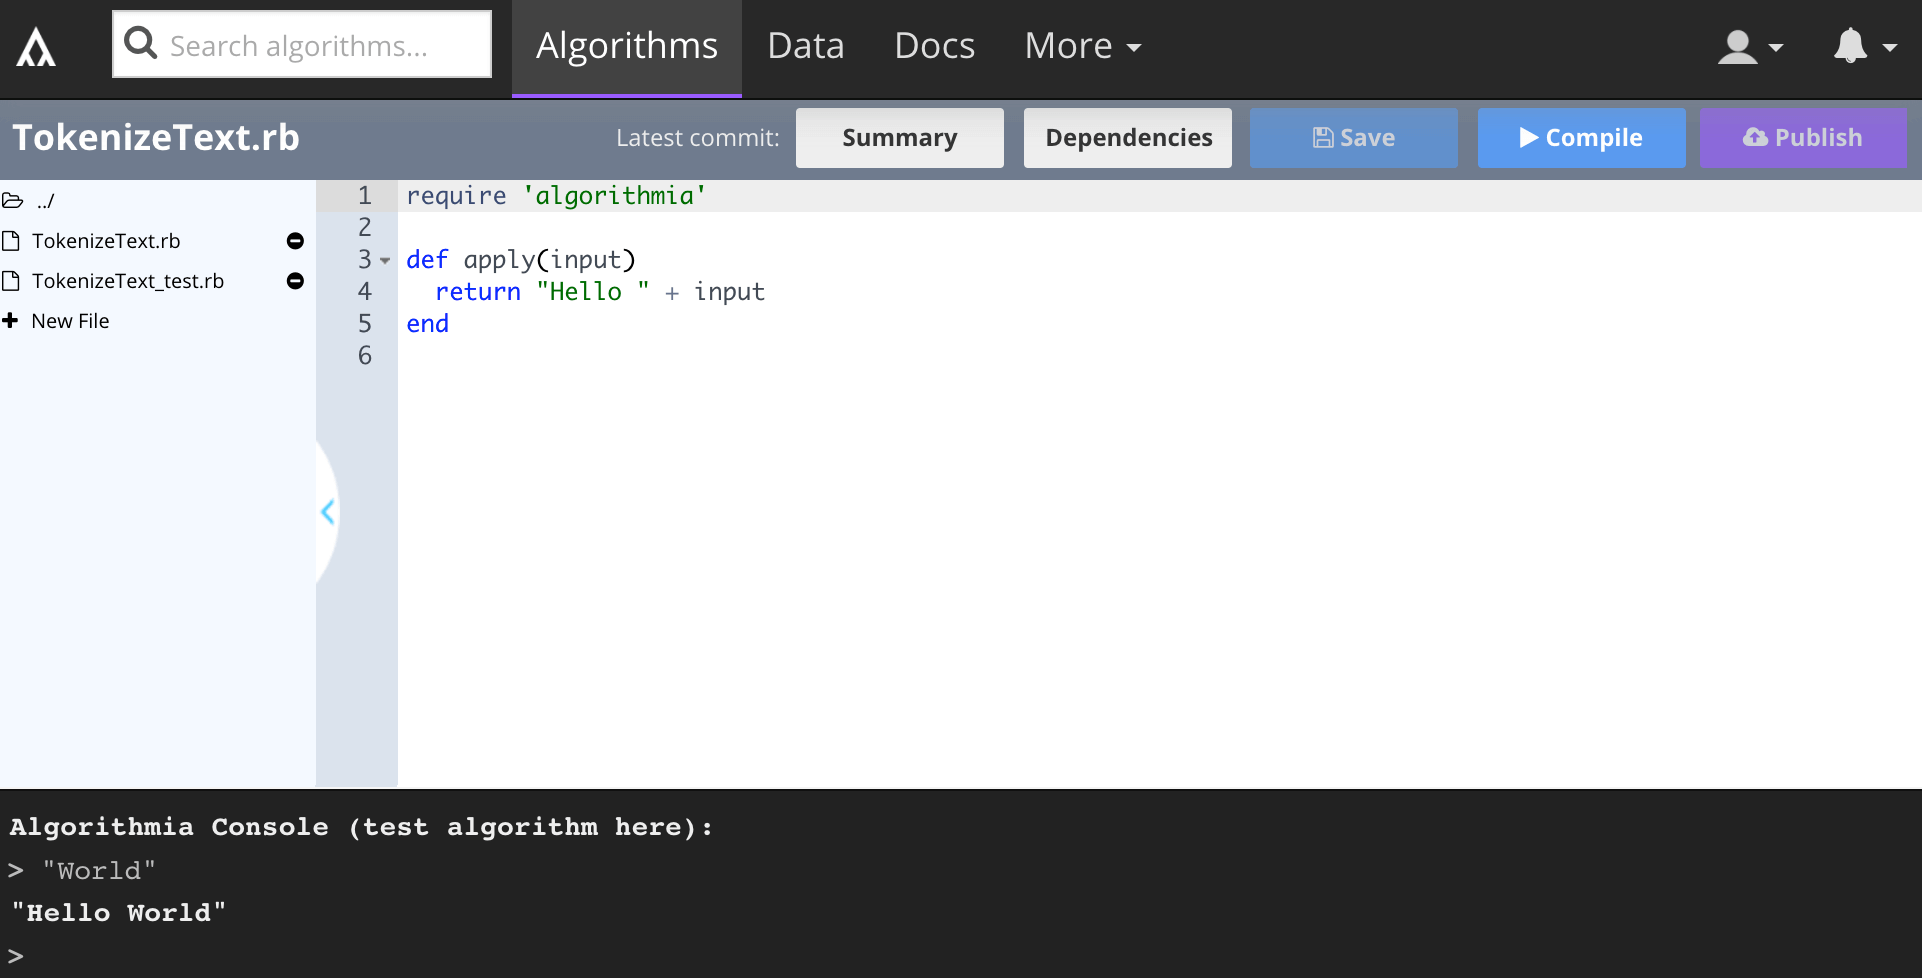 Search algorithms...
Algorithms
Data
Docs
More
TokenizeText.rb
Latest commit:
Summary
Dependencies
Save
Compile
Publish
../
TokenizeText.rb
TokenizeText_test.rb
New File
1 require 'algorithmia'
2
3 def apply(input)
4   return "Hello " + input
5 end
6
Algorithmia Console (test algorithm here):
> "World"
"Hello World"
>